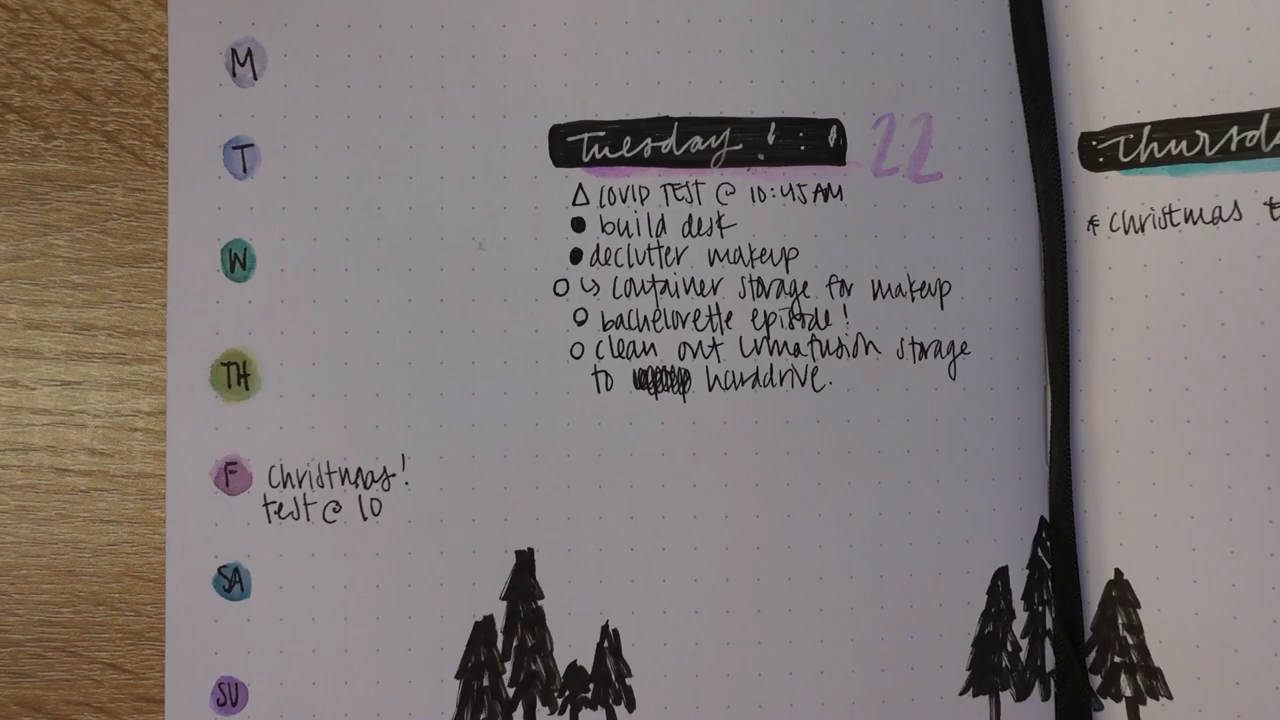 M
T
W
TH
F
Christmas!
test @ 10
SA
SU
Tuesday
22
COVID TEST @ 10:45AM
build desk
declutter makeup
↳ container storage for makeup
bachelorette episode!
clean out lumafusion storage
to harddrive.
Thursd
* Christmas